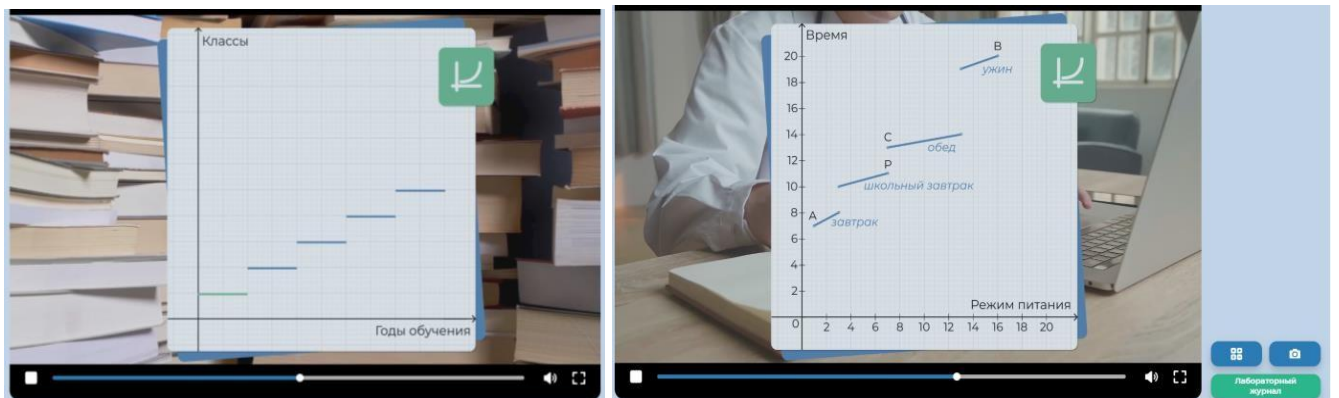 Классы
Годы обучения
Время
B
20
ужин
18
16
14
C
обед
12
P
10
школьный завтрак
8
A
завтрак
6
4
2
Режим питания
0 2 4 6 8 10 12 14 16 18 20
Лабораторный
журнал